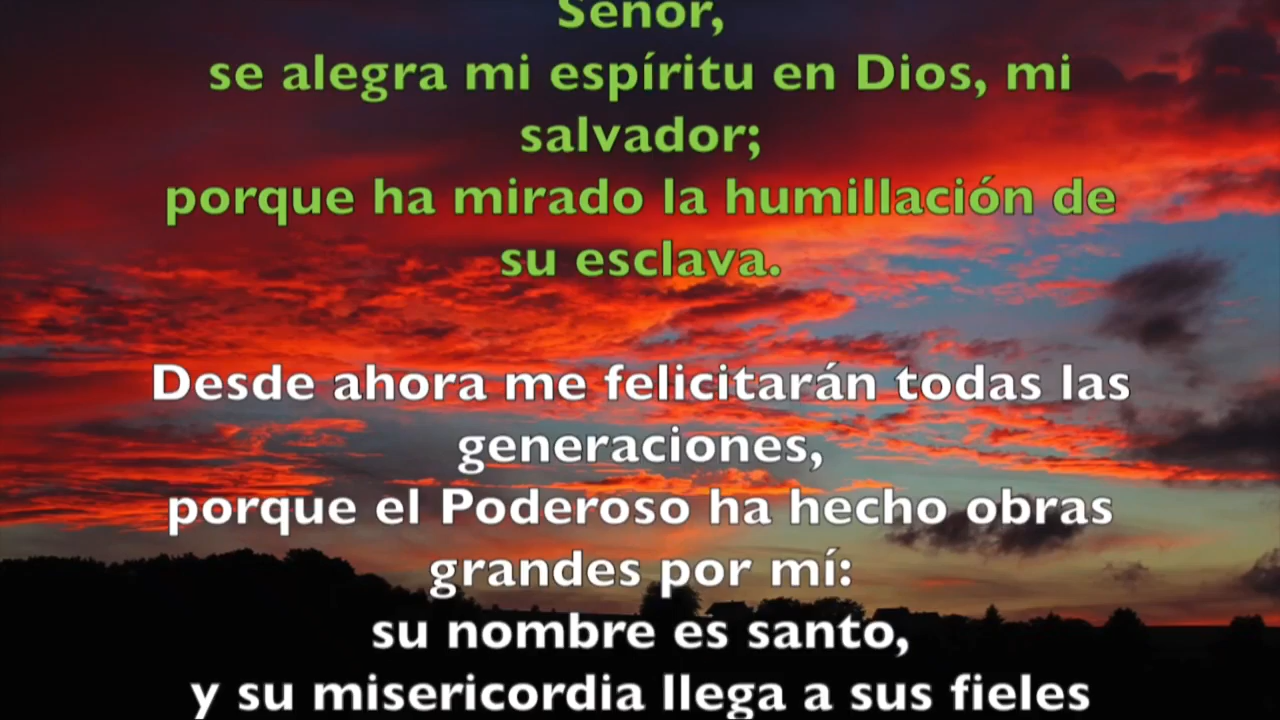 Señor,
se alegra mi espíritu en Dios, mi
salvador;
porque ha mirado la humillación de
su esclava.
Desde ahora me felicitarán todas las
generaciones,
porque el Poderoso ha hecho obras
grandes por mí:
su nombre es santo,
y su misericordia llega a sus fieles